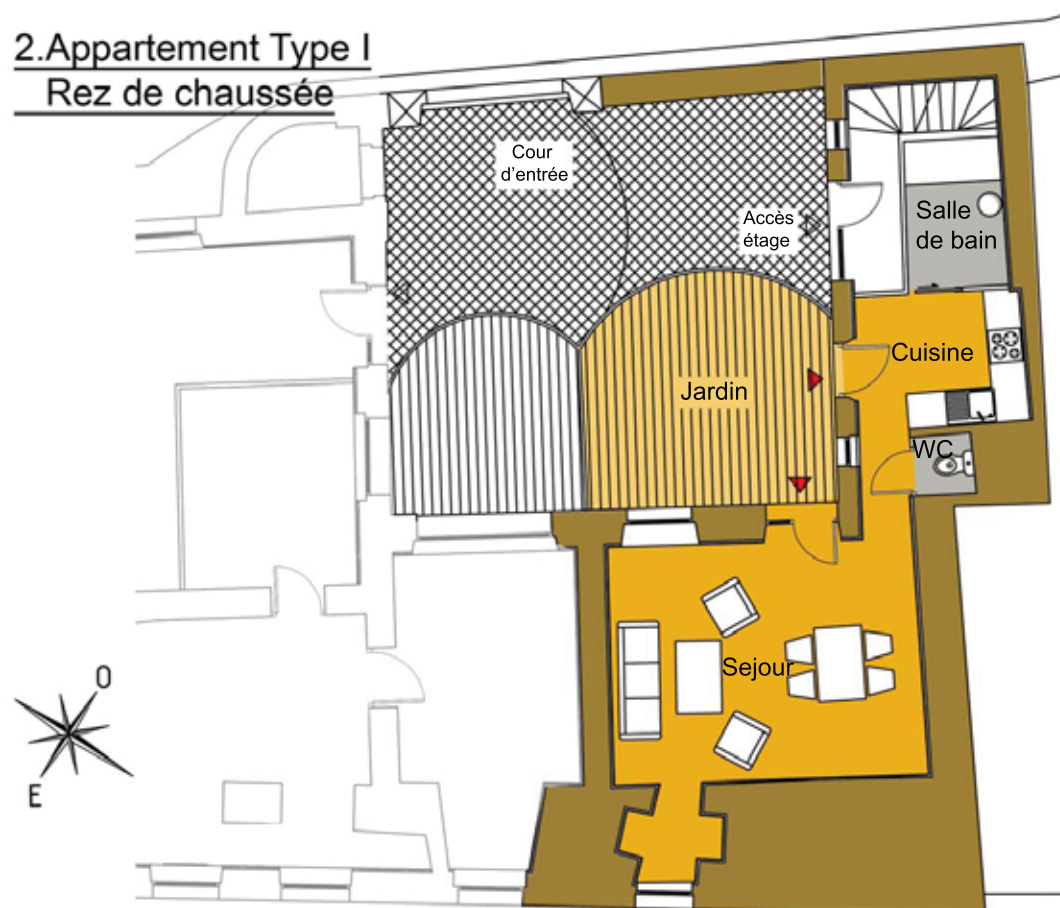 2.Appartement Type I
Rez de chaussée
Cour
d'entrée
Accès
étage
Salle
de bain
Cuisine
Jardin
WC
Sejour
O
E